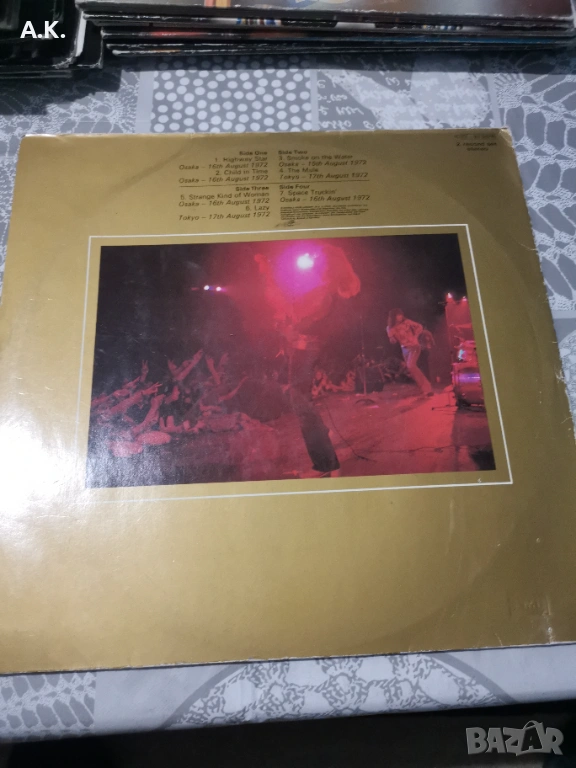 A.K.
Side One
1. Highway Star
Osaka – 16th August 1972
2. Child In Time
Osaka – 16th August 1972
Side Two
3. Smoke on the Water
Osaka – 15th August 1972
4. The Mule
Tokyo – 17th August 1972
Side Three
5. Strange Kind of Woman
Osaka – 16th August 1972
6. Lazy
Tokyo – 17th August 1972
Side Four
7. Space Truckin'
Osaka – 16th August 1972
2 record set
BAZAR